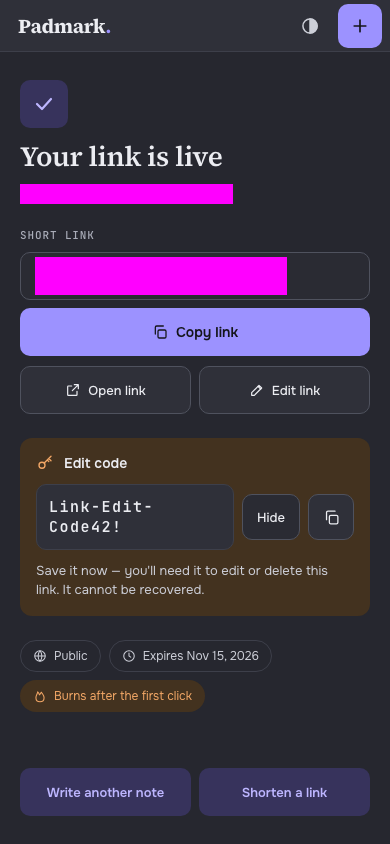 Padmark.
Your link is live
SHORT LINK
Copy link
Open link
Edit link
Edit code
Link-Edit-
Code42!
Hide
Save it now — you'll need it to edit or delete this
link. It cannot be recovered.
Public
Expires Nov 15, 2026
Burns after the first click
Write another note
Shorten a link